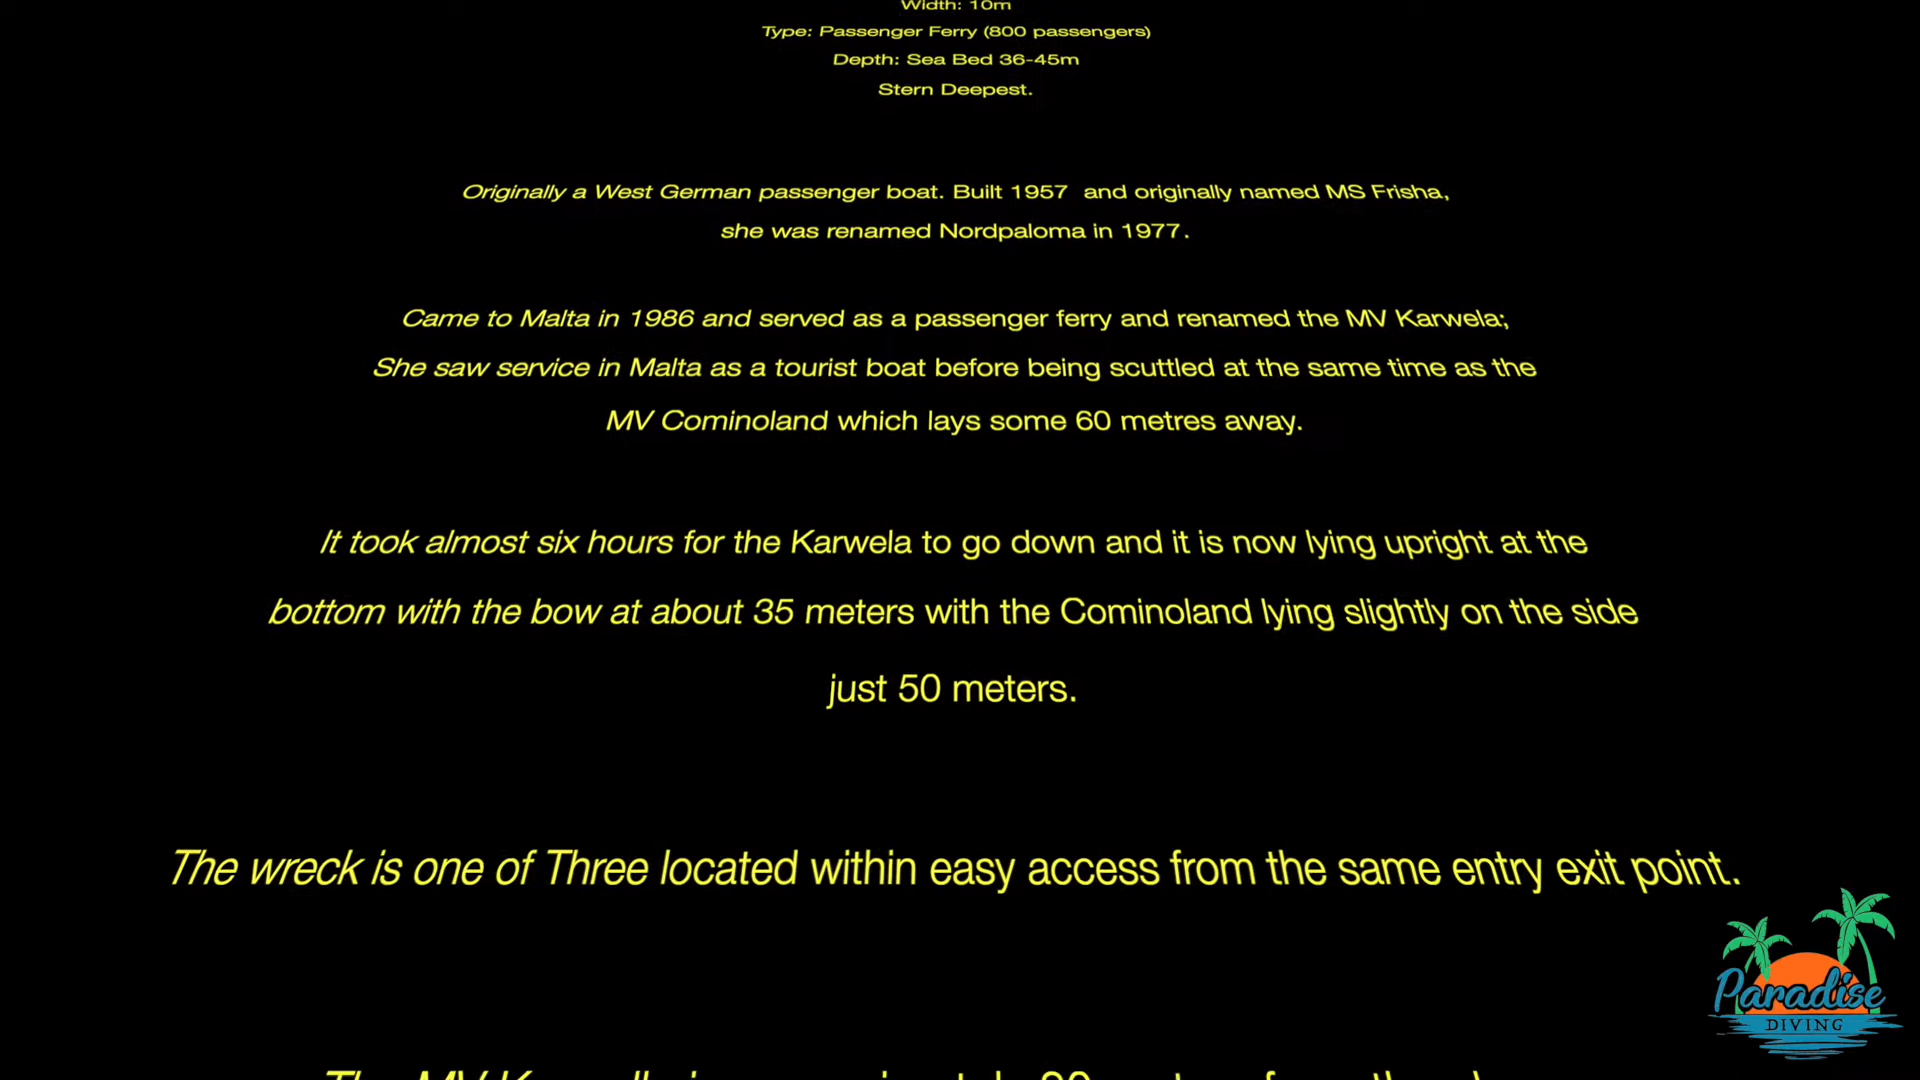 Width: 10m
Type: Passenger Ferry (800 passengers)
Depth: Sea Bed 36-45m
Stern Deepest.
Originally a West German passenger boat. Built 1957 and originally named MS Frisha,
she was renamed Nordpaloma in 1977.
Came to Malta in 1986 and served as a passenger ferry and renamed the MV Karwela;
She saw service in Malta as a tourist boat before being scuttled at the same time as the
MV Cominoland which lays some 60 metres away.
It took almost six hours for the Karwela to go down and it is now lying upright at the
bottom with the bow at about 35 meters with the Cominoland lying slightly on the side
just 50 meters.
The wreck is one of Three located within easy access from the same entry exit point.
Paradise
DIVING